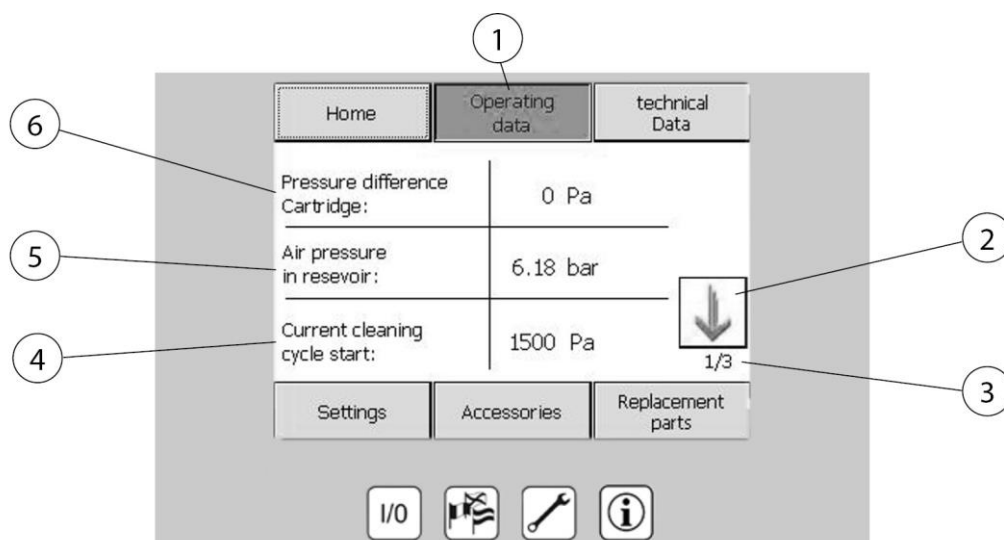 1
Home
Operating
data
technical
Data
6
Pressure difference
Cartridge:
0 Pa
5
Air pressure
in resevoir:
6.18 bar
2
4
Current cleaning
cycle start:
1500 Pa
1/3
3
Settings
Accessories
Replacement
parts
I/0
i